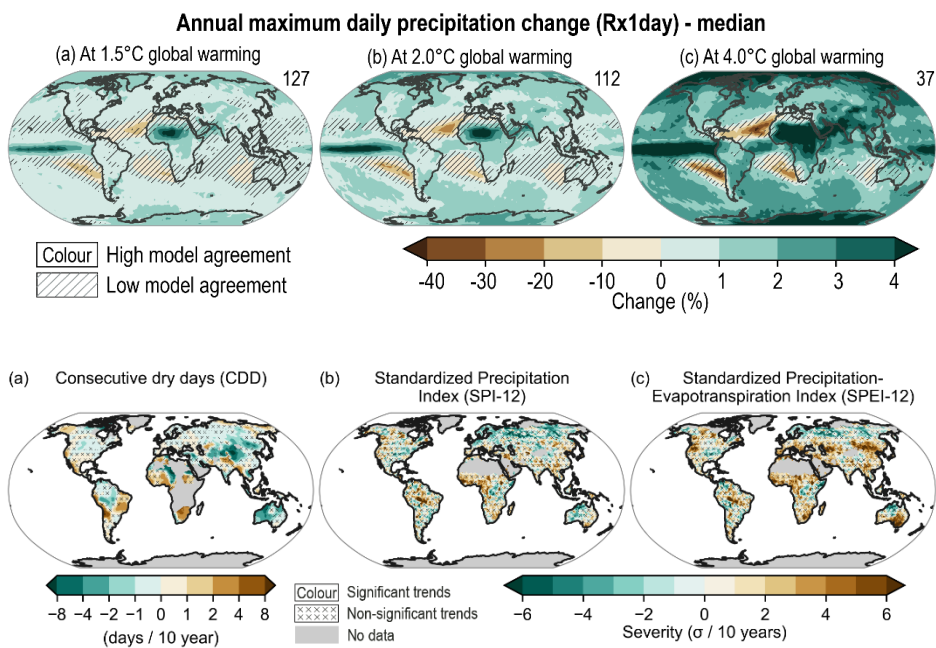 Annual maximum daily precipitation change (Rx1day) - median
(a) At 1.5°C global warming
127
(b) At 2.0°C global warming
112
(c) At 4.0°C global warming
37
Colour High model agreement
Low model agreement
-40 -30 -20 -10 0 1 2 3 4
Change (%)
(a) Consecutive dry days (CDD)
(b) Standardized Precipitation
Index (SPI-12)
(c) Standardized Precipitation-
Evapotranspiration Index (SPEI-12)
−8 −4 −2 −1 0 1 2 4 8
(days / 10 year)
Colour Significant trends
Non-significant trends
No data
−6 −4 −2 0 2 4 6
Severity (σ / 10 years)